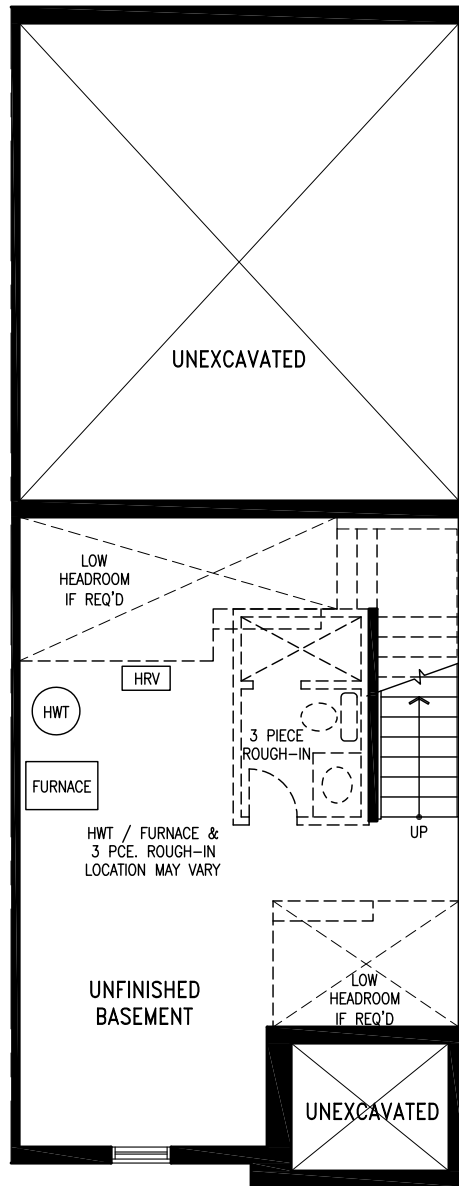 UNEXCAVATED
LOW
HEADROOM
IF REQ'D
HRV
HWT
3 PIECE
ROUGH-IN
FURNACE
UP
HWT / FURNACE &
3 PCE. ROUGH-IN
LOCATION MAY VARY
UNFINISHED
BASEMENT
LOW
HEADROOM
IF REQ'D
UNEXCAVATED